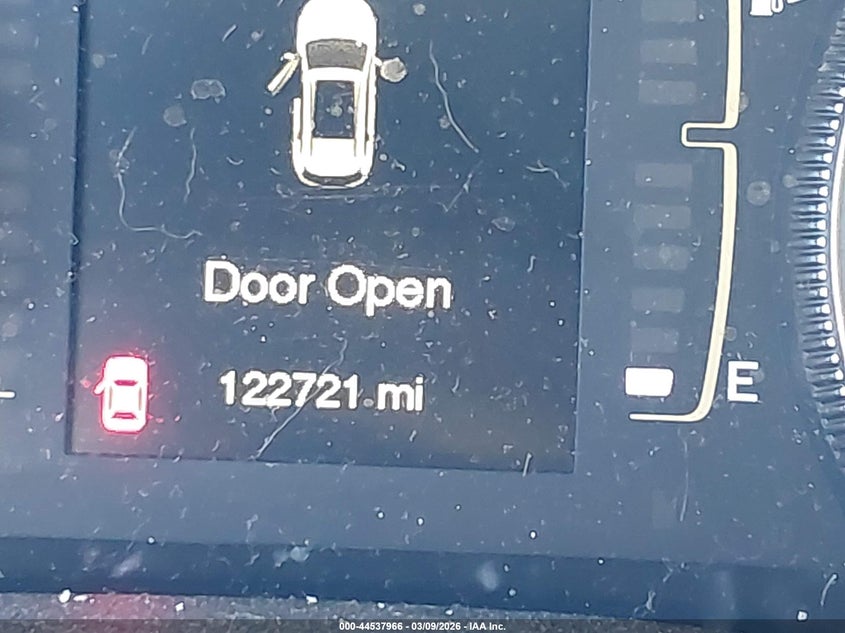 Door Open
122721 mi
E
000-44537966 - 03/09/2026 - IAA Inc.